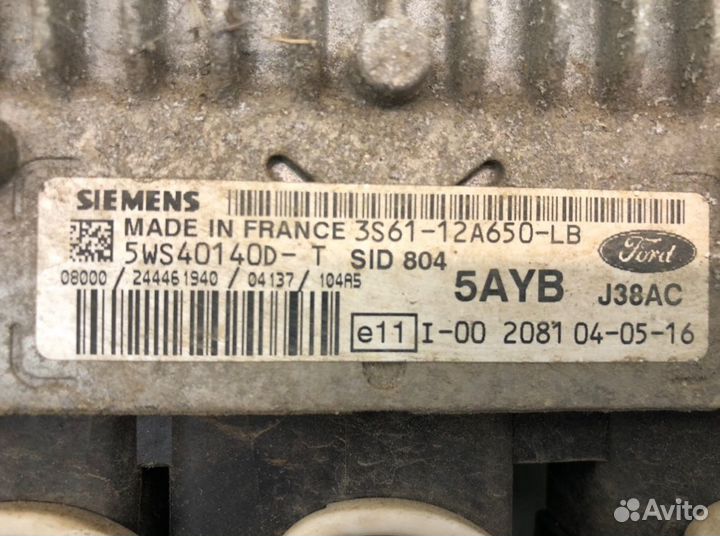 SIEMENS
MADE IN FRANCE 3S61-12A650-LB
5WS40140D-T SID 804
Ford
08000/244461940/04137/104A5
5AYB J38AC
e11 I-00 2081 04-05-16
Avito